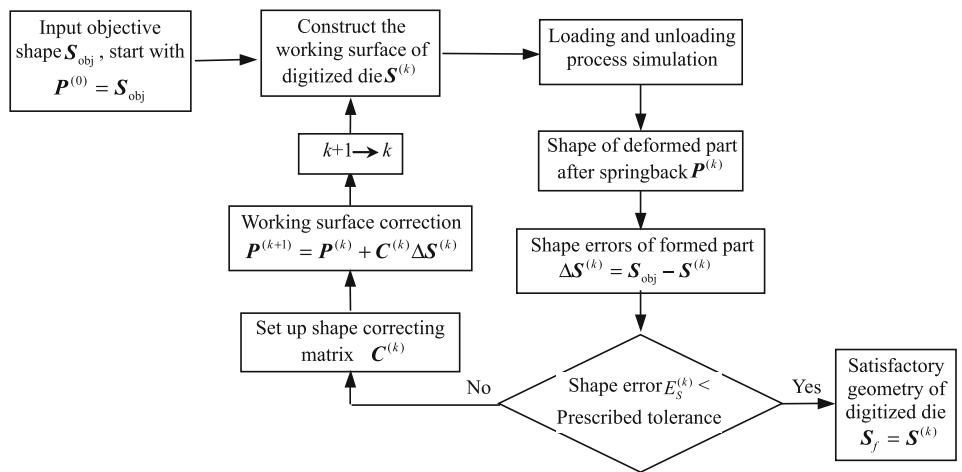 Input objective
shape S_obj , start with
P^(0) = S_obj
Construct the
working surface of
digitized die S^(k)
Loading and unloading
process simulation
Shape of deformed part
after springback P^(k)
Shape errors of formed part
ΔS^(k) = S_obj − S^(k)
Shape error E_S^(k) <
Prescribed tolerance
Yes
Satisfactory
geometry of
digitized die
S_f = S^(k)
No
Set up shape correcting
matrix C^(k)
Working surface correction
P^(k+1) = P^(k) + C^(k) ΔS^(k)
k+1→k